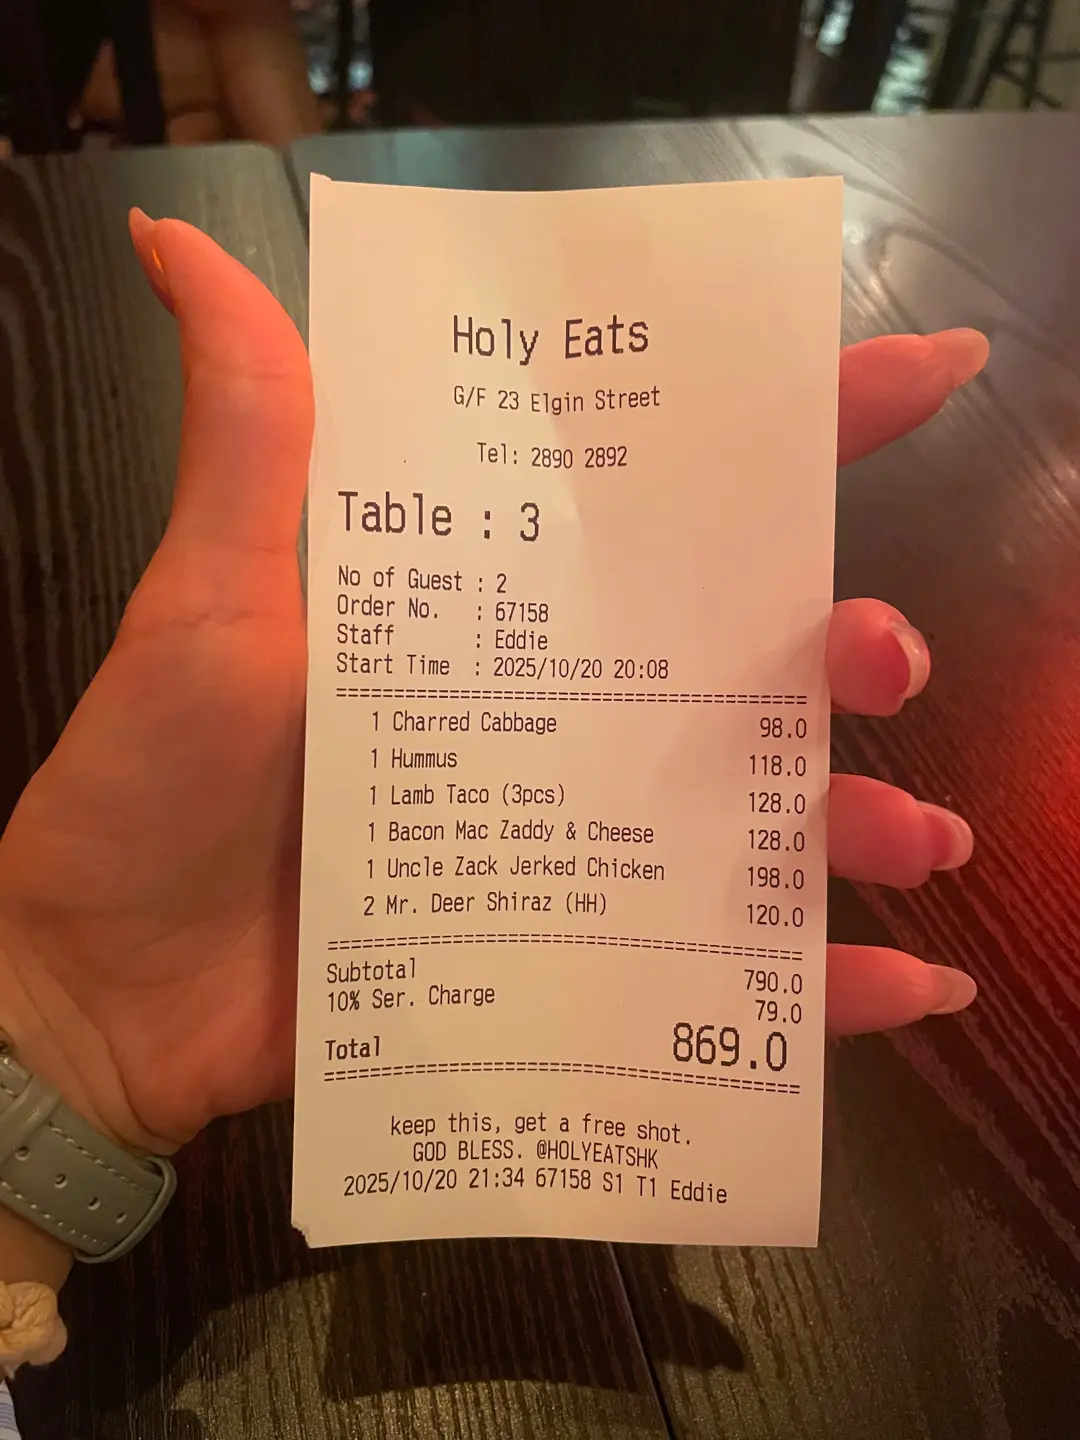 Holy Eats
G/F 23 Elgin Street
Tel: 2890 2892
Table : 3
No of Guest : 2
Order No. : 67158
Staff : Eddie
Start Time : 2025/10/20 20:08
================================================
1 Charred Cabbage 98.0
1 Hummus 118.0
1 Lamb Taco (3pcs) 128.0
1 Bacon Mac Zaddy & Cheese 128.0
1 Uncle Zack Jerked Chicken 198.0
2 Mr. Deer Shiraz (HH) 120.0
================================================
Subtotal 790.0
10% Ser. Charge 79.0
Total 869.0
================================================
keep this, get a free shot.
GOD BLESS. @HOLYEATSHK
2025/10/20 21:34 67158 S1 T1 Eddie